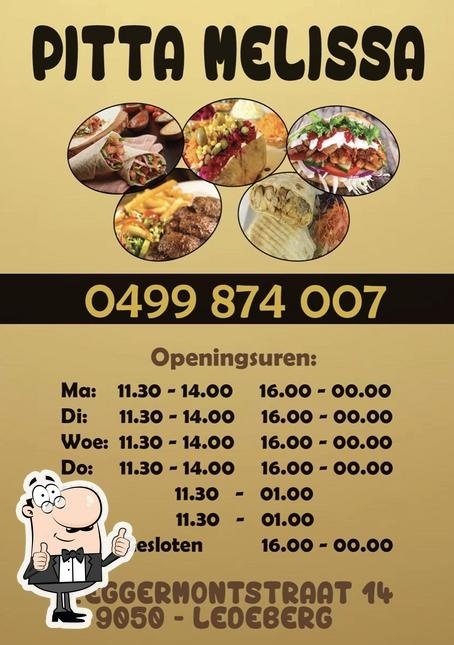 PITTA MELISSA
0499 874 007
Openingsuren:
Ma: 11.30 - 14.00 16.00 - 00.00
Di: 11.30 - 14.00 16.00 - 00.00
Woe: 11.30 - 14.00 16.00 - 00.00
Do: 11.30 - 14.00 16.00 - 00.00
11.30 - 01.00
11.30 - 01.00
esloten 16.00 - 00.00
EGGERMONTSTRAAT 14
9050 - LEDEBERG